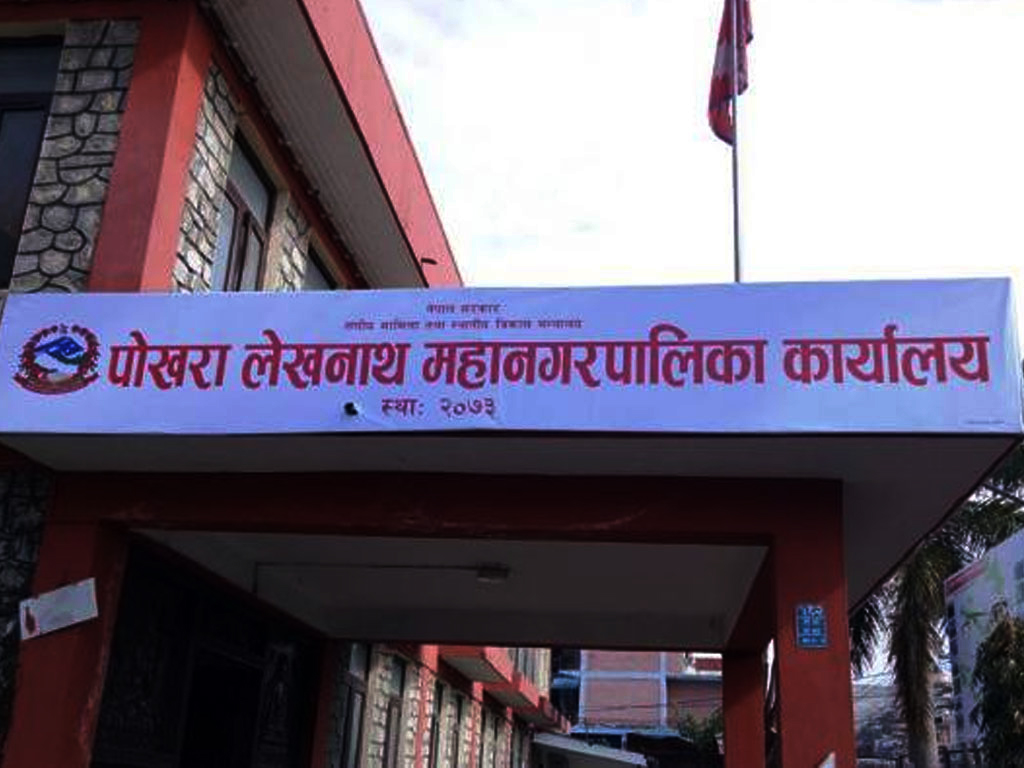 नेपाल सरकार
संघीय मामिला तथा स्थानीय विकास मन्त्रालय
पोखरा लेखनाथ महानगरपालिका कार्यालय
स्था: २०७३